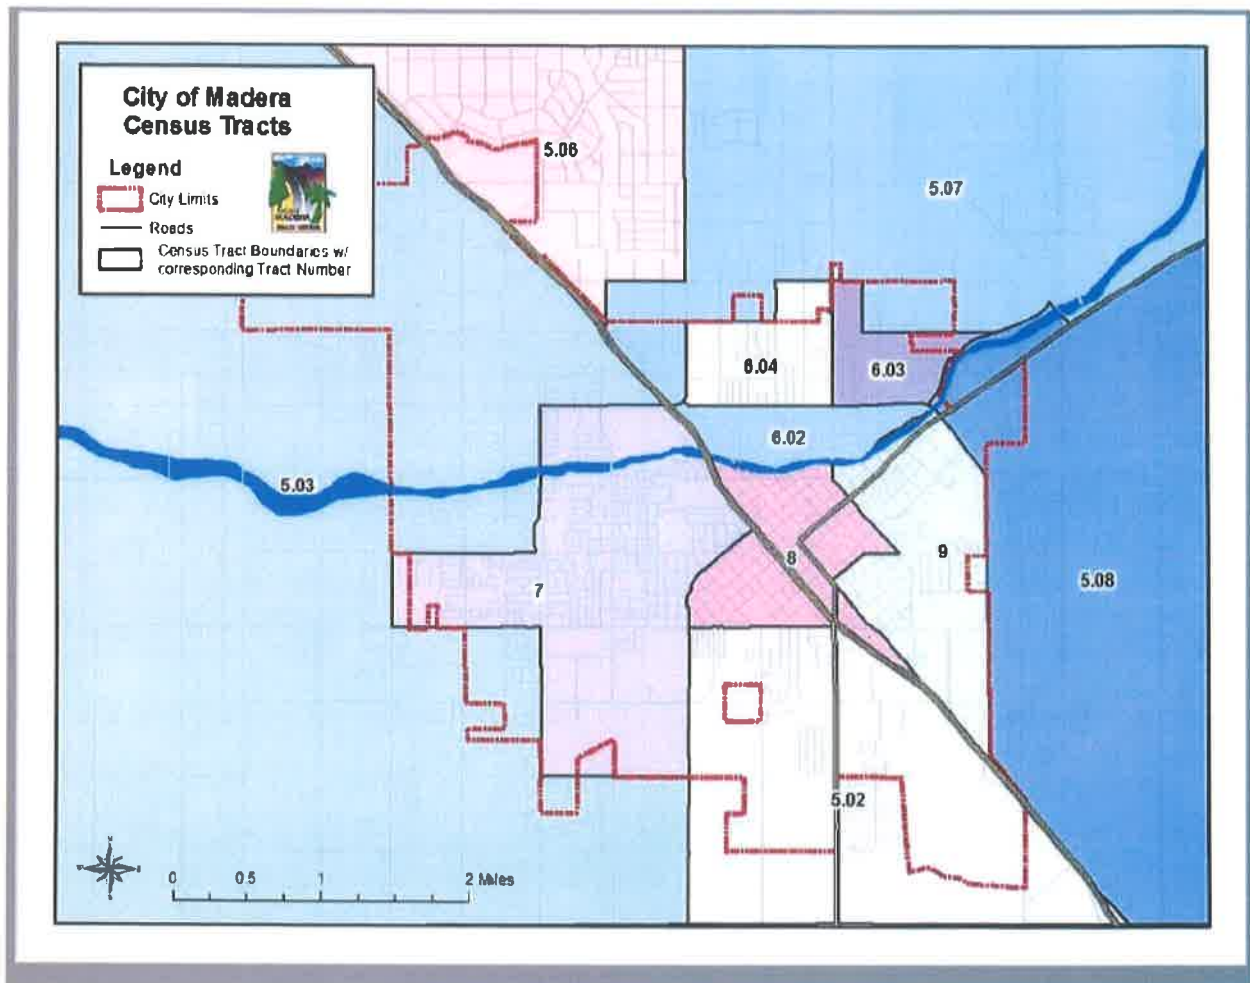 City of Madera
Census Tracts
Legend
City Limits
Roads
Census Tract Boundaries w/
corresponding Tract Number
MADERA
5.06
5.07
6.04
6.03
6.02
5.03
7
8
9
5.08
5.02
0 0.5 1 2 Miles